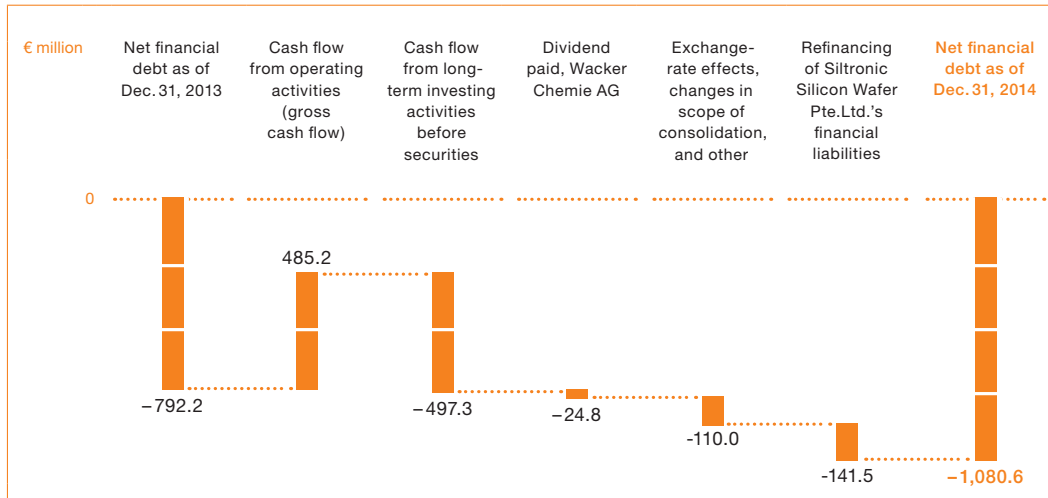 € million
Net financial
debt as of
Dec. 31, 2013
Cash flow
from operating
activities
(gross
cash flow)
Cash flow
from long-
term investing
activities
before
securities
Dividend
paid, Wacker
Chemie AG
Exchange-
rate effects,
changes in
scope of
consolidation,
and other
Refinancing
of Siltronic
Silicon Wafer
Pte.Ltd.'s
financial
liabilities
Net financial
debt as of
Dec. 31, 2014
0
–792.2
485.2
–497.3
–24.8
-110.0
-141.5
–1,080.6